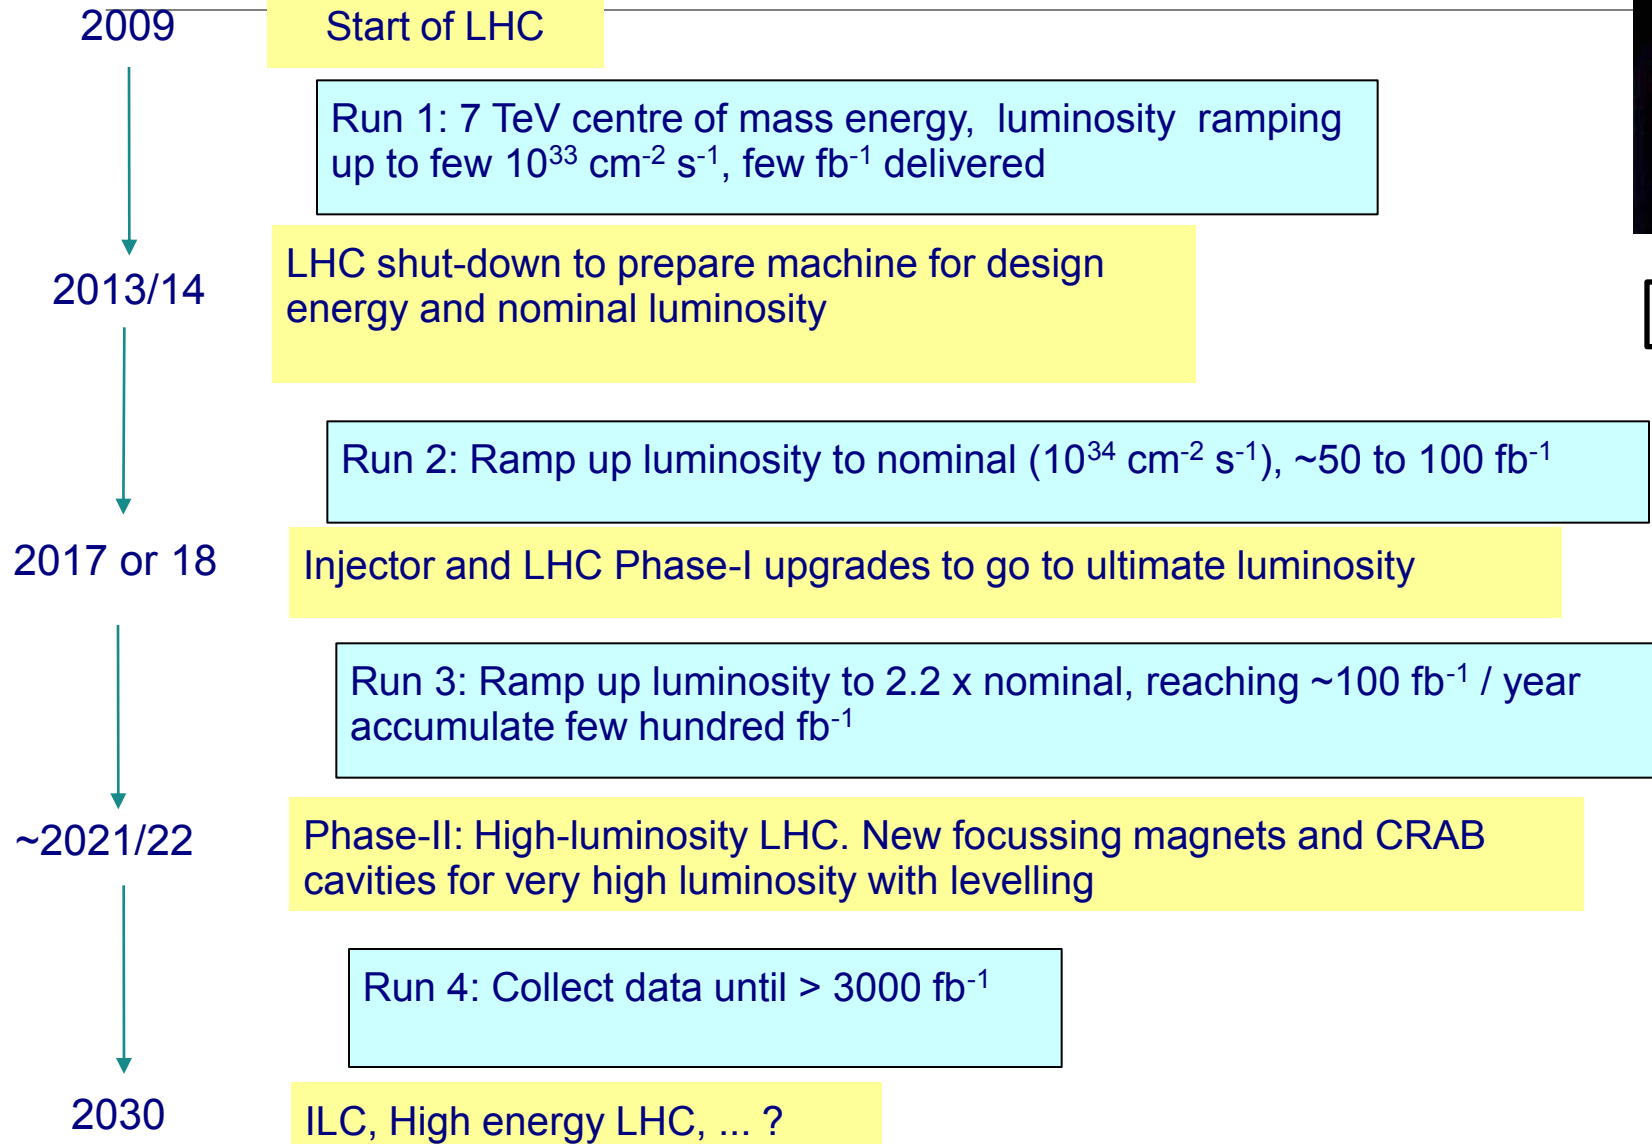 2009
Start of LHC
Run 1: 7 TeV centre of mass energy, luminosity ramping
up to few 10³³ cm⁻² s⁻¹, few fb⁻¹ delivered
2013/14
LHC shut-down to prepare machine for design
energy and nominal luminosity
Run 2: Ramp up luminosity to nominal (10³⁴ cm⁻² s⁻¹), ~50 to 100 fb⁻¹
2017 or 18
Injector and LHC Phase-I upgrades to go to ultimate luminosity
Run 3: Ramp up luminosity to 2.2 x nominal, reaching ~100 fb⁻¹ / year
accumulate few hundred fb⁻¹
~2021/22
Phase-II: High-luminosity LHC. New focussing magnets and CRAB
cavities for very high luminosity with levelling
Run 4: Collect data until > 3000 fb⁻¹
2030
ILC, High energy LHC, ... ?